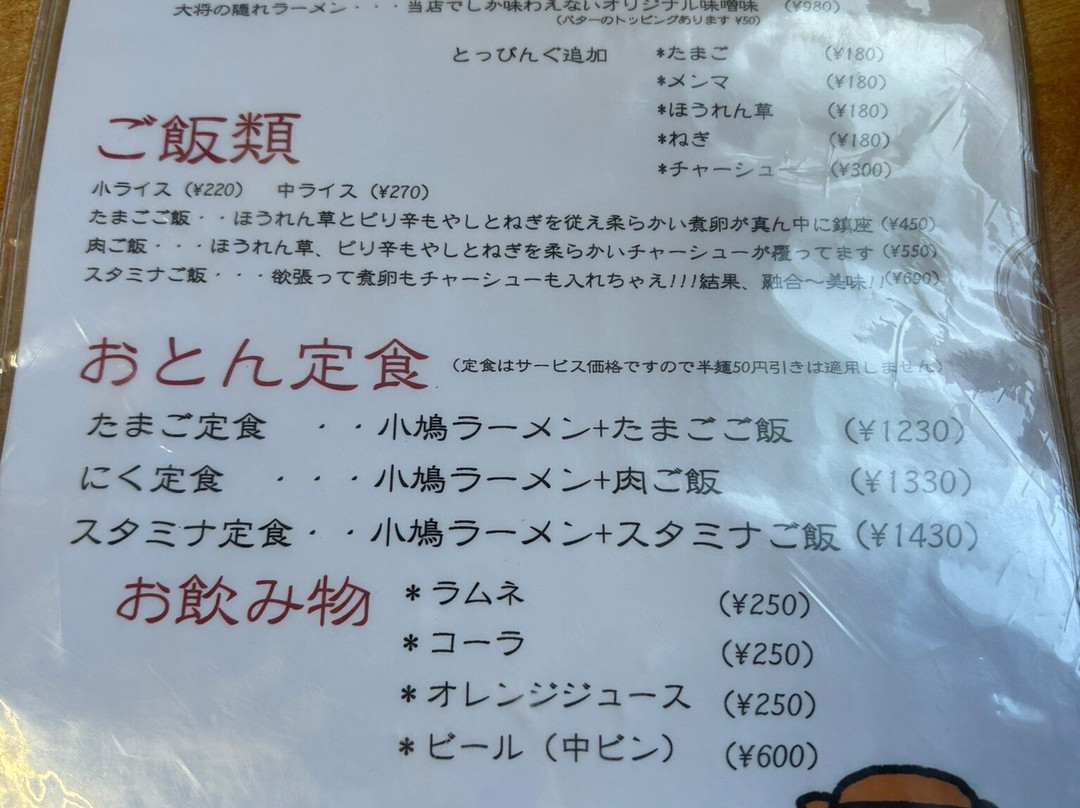 大将の隠れラーメン・・・当店でしか味わえないオリジナル味噌味 (¥980)
(バターのトッピングあります ¥50)
とっぴんぐ追加 *たまご (¥180)
*メンマ (¥180)
*ほうれん草 (¥180)
*ねぎ (¥180)
*チャーシュー (¥300)
ご飯類
小ライス (¥220) 中ライス (¥270)
たまごご飯・・ほうれん草とピリ辛もやしとねぎを従え柔らかい煮卵が真ん中に鎮座 (¥450)
肉ご飯・・・ほうれん草、ピリ辛もやしとねぎを柔らかいチャーシューが覆ってます (¥550)
スタミナご飯・・・欲張って煮卵もチャーシューも入れちゃえ!!!結果、融合〜美味!! (¥690)
おとん定食 (定食はサービス価格ですので半麺50円引きは適用しません)
たまご定食 ・・小鳩ラーメン+たまごご飯 (¥1230)
にく定食 ・・・小鳩ラーメン+肉ご飯 (¥1330)
スタミナ定食・・小鳩ラーメン+スタミナご飯 (¥1430)
お飲み物 *ラムネ (¥250)
*コーラ (¥250)
*オレンジジュース (¥250)
*ビール (中ビン) (¥600)